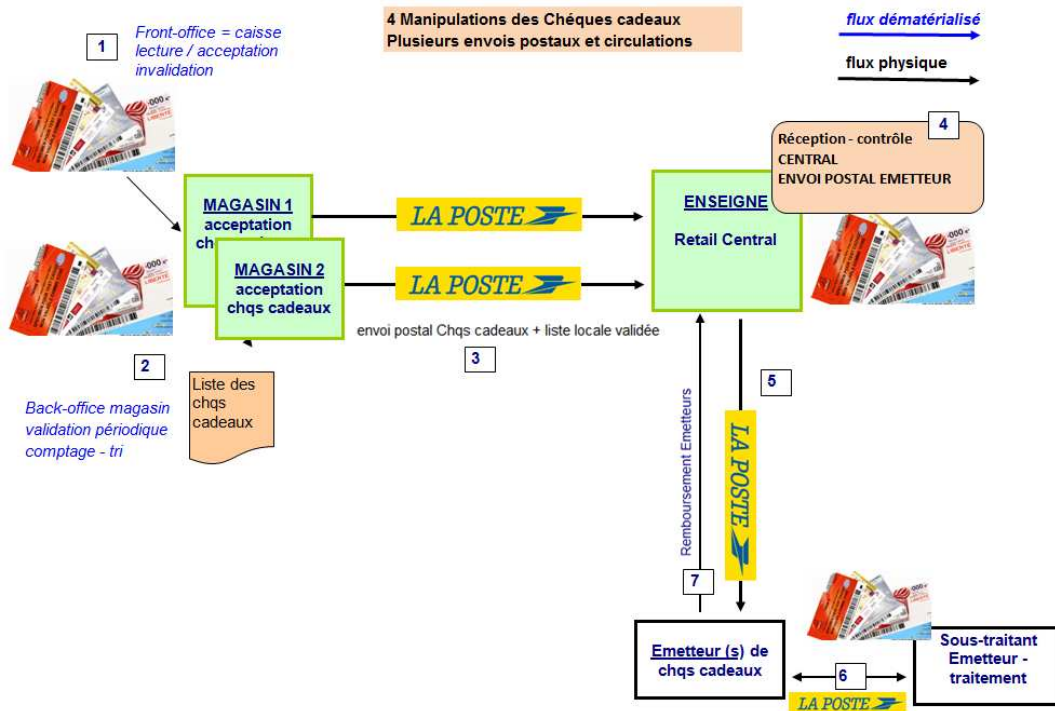 1
Front-office = caisse
lecture / acceptation
invalidation
4 Manipulations des Chéques cadeaux
Plusieurs envois postaux et circulations
flux dématérialisé
flux physique
4
Réception - contrôle
CENTRAL
ENVOI POSTAL EMETTEUR
MAGASIN 1
acceptation
MAGASIN 2
acceptation
chqs cadeaux
LA POSTE
LA POSTE
ENSEIGNE
Retail Central
envoi postal Chqs cadeaux + liste locale validée
3
2
Back-office magasin
validation périodique
comptage - tri
Liste des
chqs
cadeaux
5
LA POSTE
Remboursement Emetteurs
7
Emetteur (s) de
chqs cadeaux
6
LA POSTE
Sous-traitant
Emetteur -
traitement